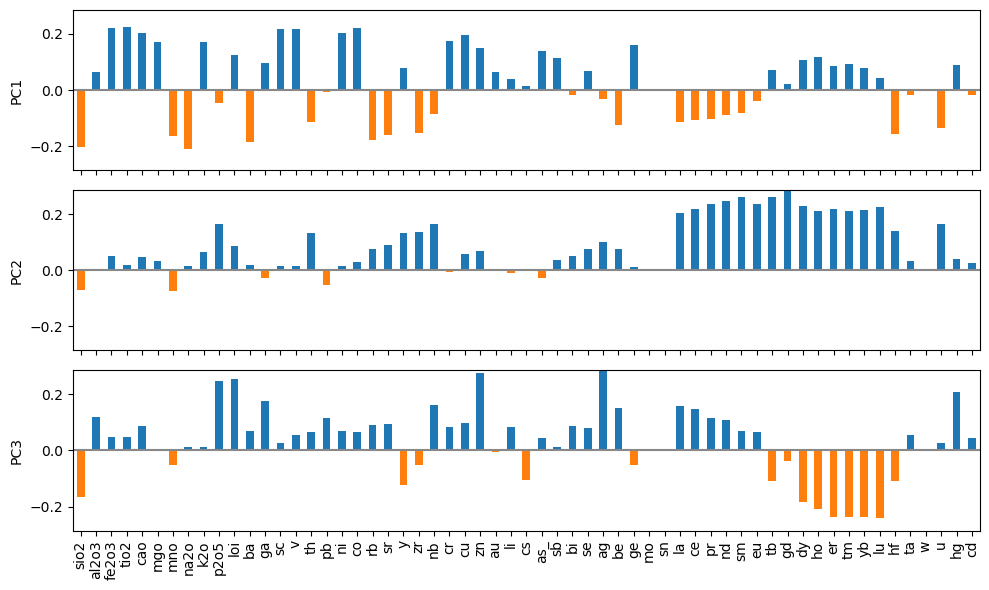 0.2
0.0
−0.2
PC1
0.2
0.0
−0.2
PC2
0.2
0.0
−0.2
PC3
sio2 al2o3 fe2o3 tio2 cao mgo mno na2o k2o p2o5 loi ba ga sc v th pb ni co rb sr y zr nb cr cu zn au li cs as_ sb bi se ag be ge mo sn la ce pr nd sm eu tb gd dy ho er tm yb lu hf ta w u hg cd